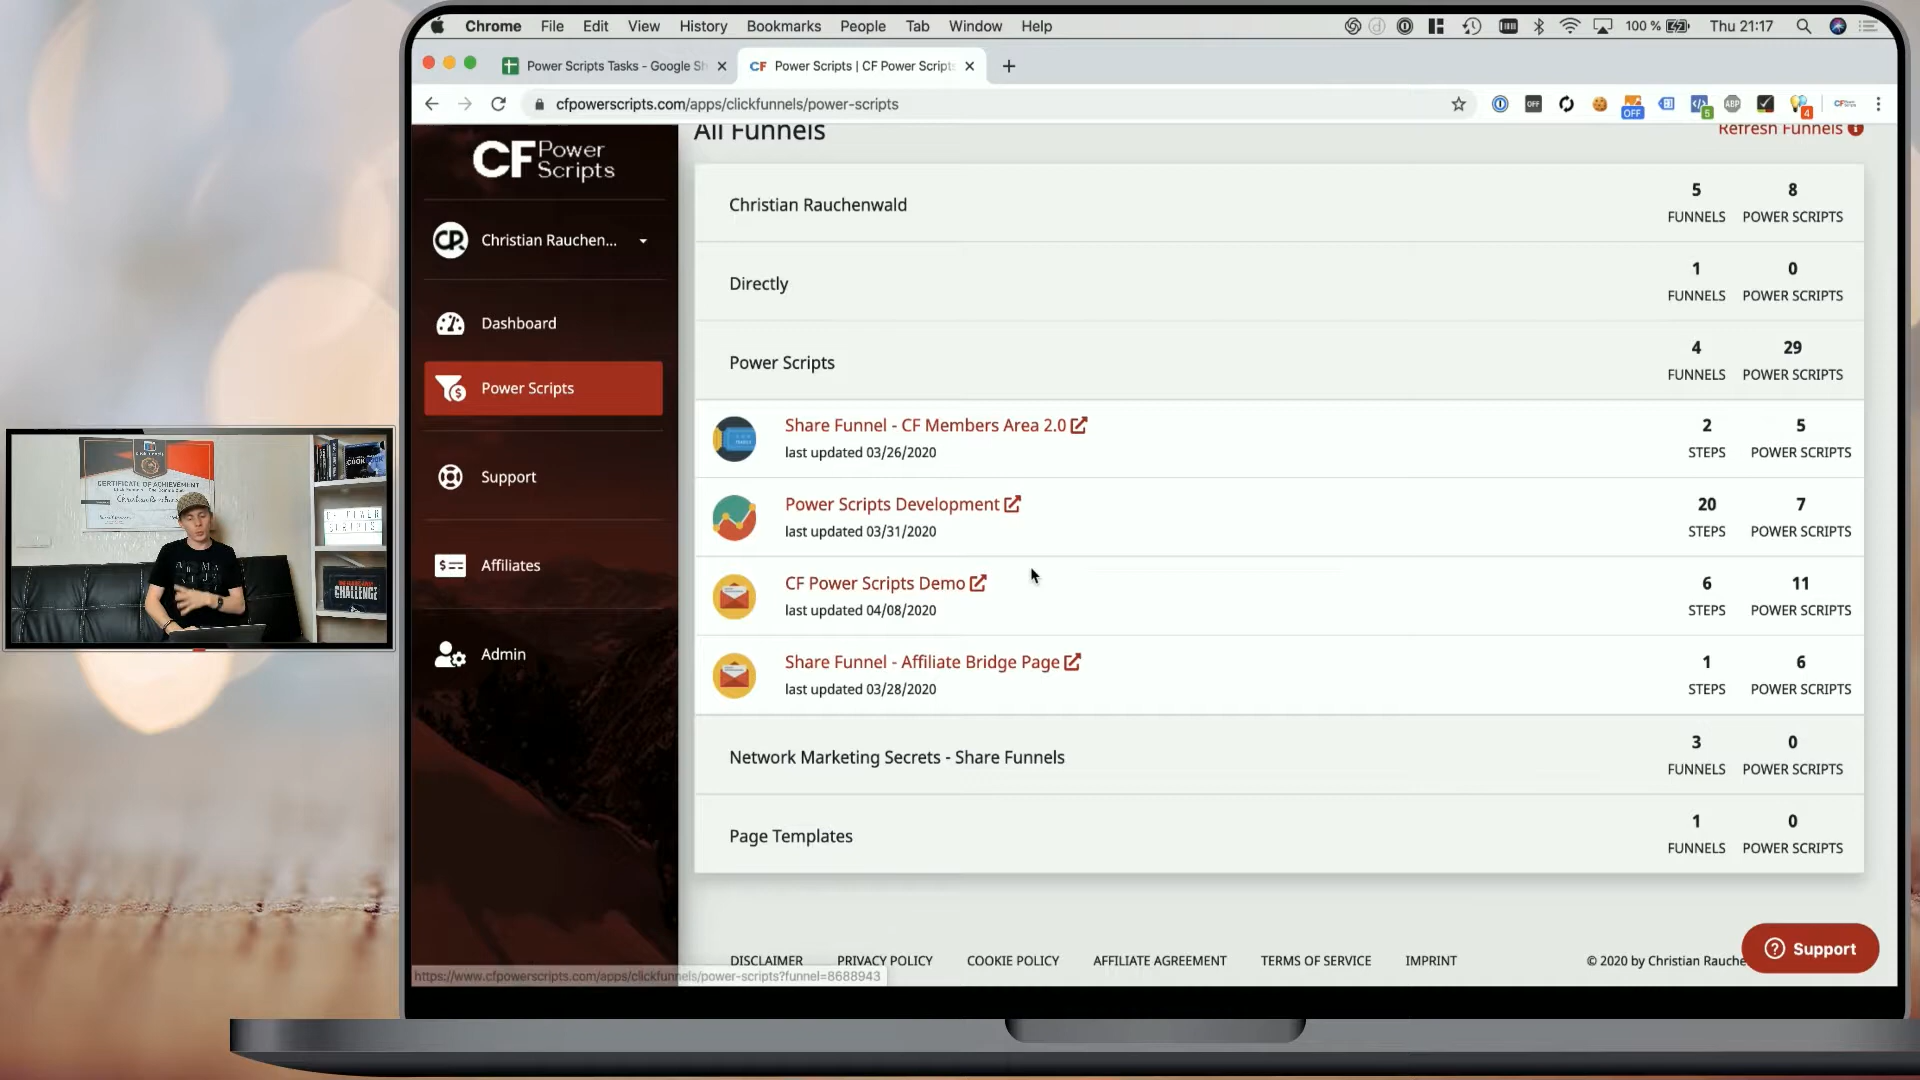 Chrome File Edit View History Bookmarks People Tab Window Help
100 % Thu 21:17
Power Scripts Tasks - Google Sh
CF Power Scripts | CF Power Scripts
cfpowerscripts.com/apps/clickfunnels/power-scripts
OFF
OFF
5
ABP
4
CF Power Scripts
Christian Rauchen...
Dashboard
Power Scripts
Support
Affiliates
Admin
All Funnels
Refresh Funnels
Christian Rauchenwald
5 FUNNELS
8 POWER SCRIPTS
Directly
1 FUNNELS
0 POWER SCRIPTS
Power Scripts
4 FUNNELS
29 POWER SCRIPTS
Share Funnel - CF Members Area 2.0
last updated 03/26/2020
2 STEPS
5 POWER SCRIPTS
Power Scripts Development
last updated 03/31/2020
20 STEPS
7 POWER SCRIPTS
CF Power Scripts Demo
last updated 04/08/2020
6 STEPS
11 POWER SCRIPTS
Share Funnel - Affiliate Bridge Page
last updated 03/28/2020
1 STEPS
6 POWER SCRIPTS
Network Marketing Secrets - Share Funnels
3 FUNNELS
0 POWER SCRIPTS
Page Templates
1 FUNNELS
0 POWER SCRIPTS
DISCLAIMER PRIVACY POLICY COOKIE POLICY AFFILIATE AGREEMENT TERMS OF SERVICE IMPRINT
© 2020 by Christian Rauche
Support
https://www.cfpowerscripts.com/apps/clickfunnels/power-scripts?funnel=8688943
CERTIFICATE OF ACHIEVEMENT
CF POWER
SCRIPTS
CHALLENGE